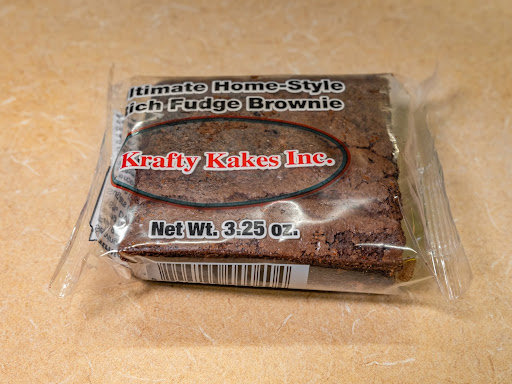 ltimate Home-Style
ich Fudge Brownie
Krafty Kakes Inc.
Net Wt. 3.25 oz.